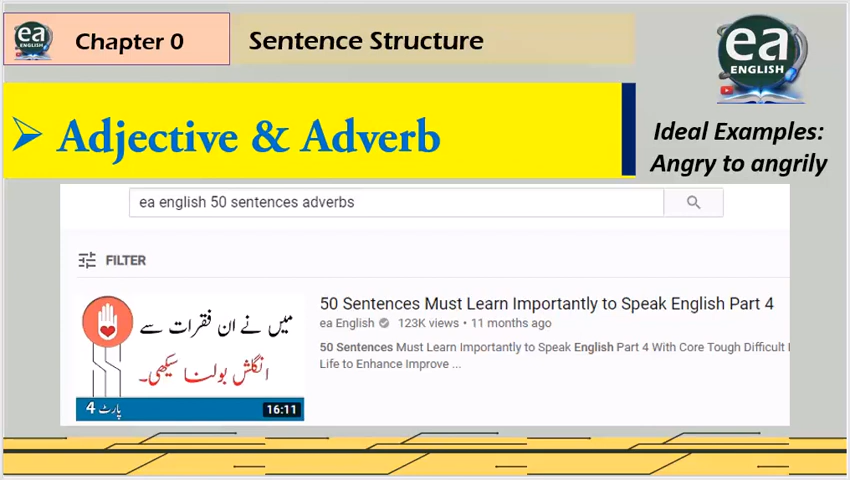 ea
ENGLISH
Chapter 0
Sentence Structure
ea
ENGLISH
➢ Adjective & Adverb
Ideal Examples:
Angry to angrily
ea english 50 sentences adverbs
FILTER
میں نے ان فقرات سے
انگلش بولنا سیکھی۔
پارٹ 4
16:11
50 Sentences Must Learn Importantly to Speak English Part 4
ea English 123K views • 11 months ago
50 Sentences Must Learn Importantly to Speak English Part 4 With Core Tough Difficult
Life to Enhance Improve ...